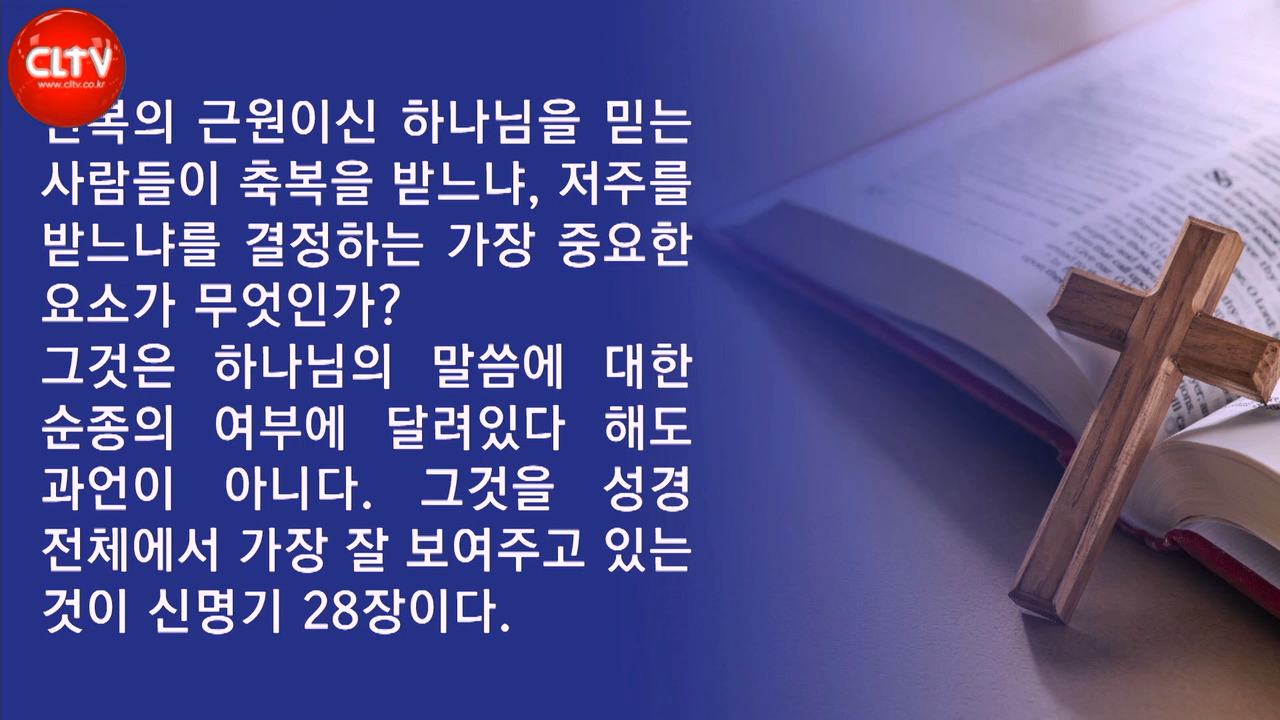 CLTV
www.cltv.co.kr
근원이신 하나님을 믿는
사람들이 축복을 받느냐, 저주를
받느냐를 결정하는 가장 중요한
요소가 무엇인가?
그것은 하나님의 말씀에 대한
순종의 여부에 달려있다 해도
과언이 아니다. 그것을 성경
전체에서 가장 잘 보여주고 있는
것이 신명기 28장이다.